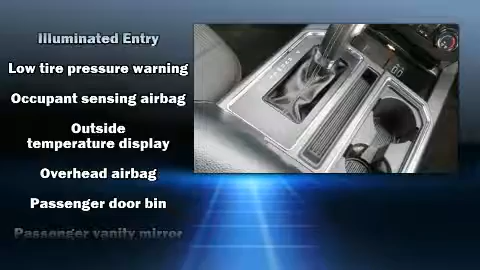 Illuminated Entry
Low tire pressure warning
Occupant sensing airbag
Outside
temperature display
Overhead airbag
Passenger door bin
Passenger vanity mirror